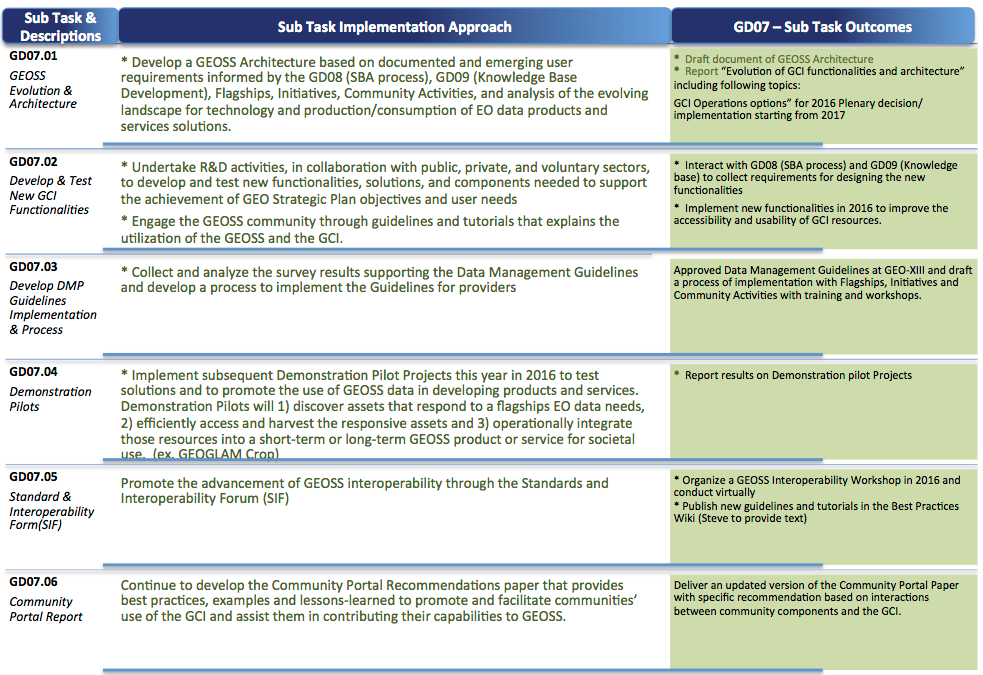 Sub Task &
Descriptions
Sub Task Implementation Approach
GD07 – Sub Task Outcomes
GD07.01
GEOSS
Evolution &
Architecture
* Develop a GEOSS Architecture based on documented and emerging user
requirements informed by the GD08 (SBA process), GD09 (Knowledge Base
Development), Flagships, Initiatives, Community Activities, and analysis of the evolving
landscape for technology and production/consumption of EO data products and
services solutions.
* Draft document of GEOSS Architecture
* Report “Evolution of GCI functionalities and architecture”
including following topics:
GCI Operations options” for 2016 Plenary decision/
implementation starting from 2017
GD07.02
Develop & Test
New GCI
Functionalities
* Undertake R&D activities, in collaboration with public, private, and voluntary sectors,
to develop and test new functionalities, solutions, and components needed to support
the achievement of GEO Strategic Plan objectives and user needs
* Engage the GEOSS community through guidelines and tutorials that explains the
utilization of the GEOSS and the GCI.
* Interact with GD08 (SBA process) and GD09 (Knowledge
base) to collect requirements for designing the new
functionalities
* Implement new functionalities in 2016 to improve the
accessibility and usability of GCI resources.
GD07.03
Develop DMP
Guidelines
Implementation
& Process
* Collect and analyze the survey results supporting the Data Management Guidelines
and develop a process to implement the Guidelines for providers
Approved Data Management Guidelines at GEO-XIII and draft
a process of implementation with Flagships, Initiatives and
Community Activities with training and workshops.
GD07.04
Demonstration
Pilots
* Implement subsequent Demonstration Pilot Projects this year in 2016 to test
solutions and to promote the use of GEOSS data in developing products and services.
Demonstration Pilots will 1) discover assets that respond to a flagships EO data needs,
2) efficiently access and harvest the responsive assets and 3) operationally integrate
those resources into a short-term or long-term GEOSS product or service for societal
use. (ex. GEOGLAM Crop)
* Report results on Demonstration pilot Projects
GD07.05
Standard &
Interoperability
Form(SIF)
Promote the advancement of GEOSS interoperability through the Standards and
Interoperability Forum (SIF)
* Organize a GEOSS Interoperability Workshop in 2016 and
conduct virtually
* Publish new guidelines and tutorials in the Best Practices
Wiki (Steve to provide text)
GD07.06
Community
Portal Report
Continue to develop the Community Portal Recommendations paper that provides
best practices, examples and lessons-learned to promote and facilitate communities’
use of the GCI and assist them in contributing their capabilities to GEOSS.
Deliver an updated version of the Community Portal Paper
with specific recommendation based on interactions
between community components and the GCI.